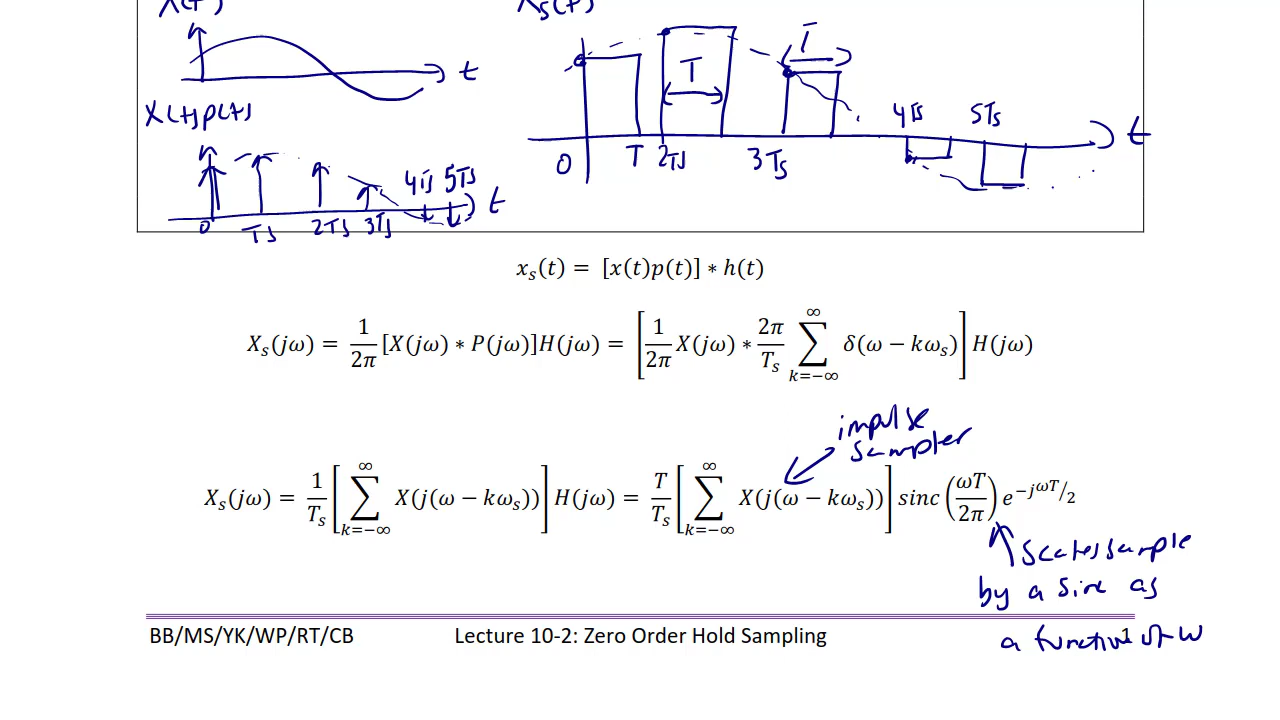 x(t)
xₛ(t)
t
T
T
x(t)p(t)
4Ts 5Ts
t
0 T 2Ts 3Ts
4Ts 5Ts
t
0 Ts 2Ts 3Ts
xₛ(t) = [x(t)p(t)] ∗ h(t)
Xₛ(jω) = 1/2π [X(jω) ∗ P(jω)]H(jω) = [1/2π X(jω) ∗ 2π/Tₛ ∑_{k=−∞}^{∞} δ(ω − kωₛ)] H(jω)
impulse
sampler
Xₛ(jω) = 1/Tₛ [∑_{k=−∞}^{∞} X(j(ω − kωₛ))] H(jω) = T/Tₛ [∑_{k=−∞}^{∞} X(j(ω − kωₛ))] sinc (ωT/2π) e^{−jωT/2}
scales sample
by a sinc as
a function of ω
BB/MS/YK/WP/RT/CB Lecture 10-2: Zero Order Hold Sampling 1